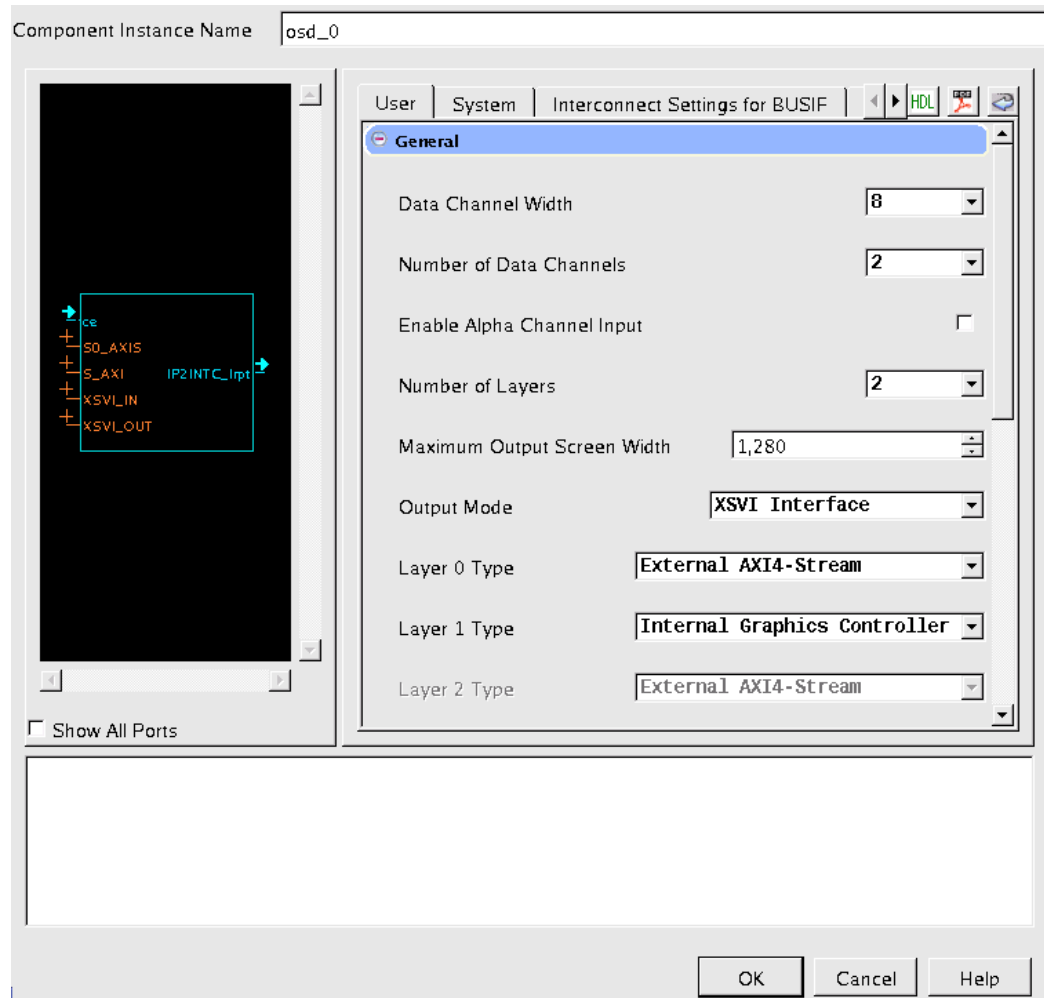 Component Instance Name osd_0
User System Interconnect Settings for BUSIF HDL
General
Data Channel Width 8
Number of Data Channels 2
Enable Alpha Channel Input
Number of Layers 2
Maximum Output Screen Width 1,280
Output Mode XSVI Interface
Layer 0 Type External AXI4-Stream
Layer 1 Type Internal Graphics Controller
Layer 2 Type External AXI4-Stream
ce
S0_AXIS
S_AXI IP2INTC_Irpt
XSVI_IN
XSVI_OUT
Show All Ports
OK Cancel Help